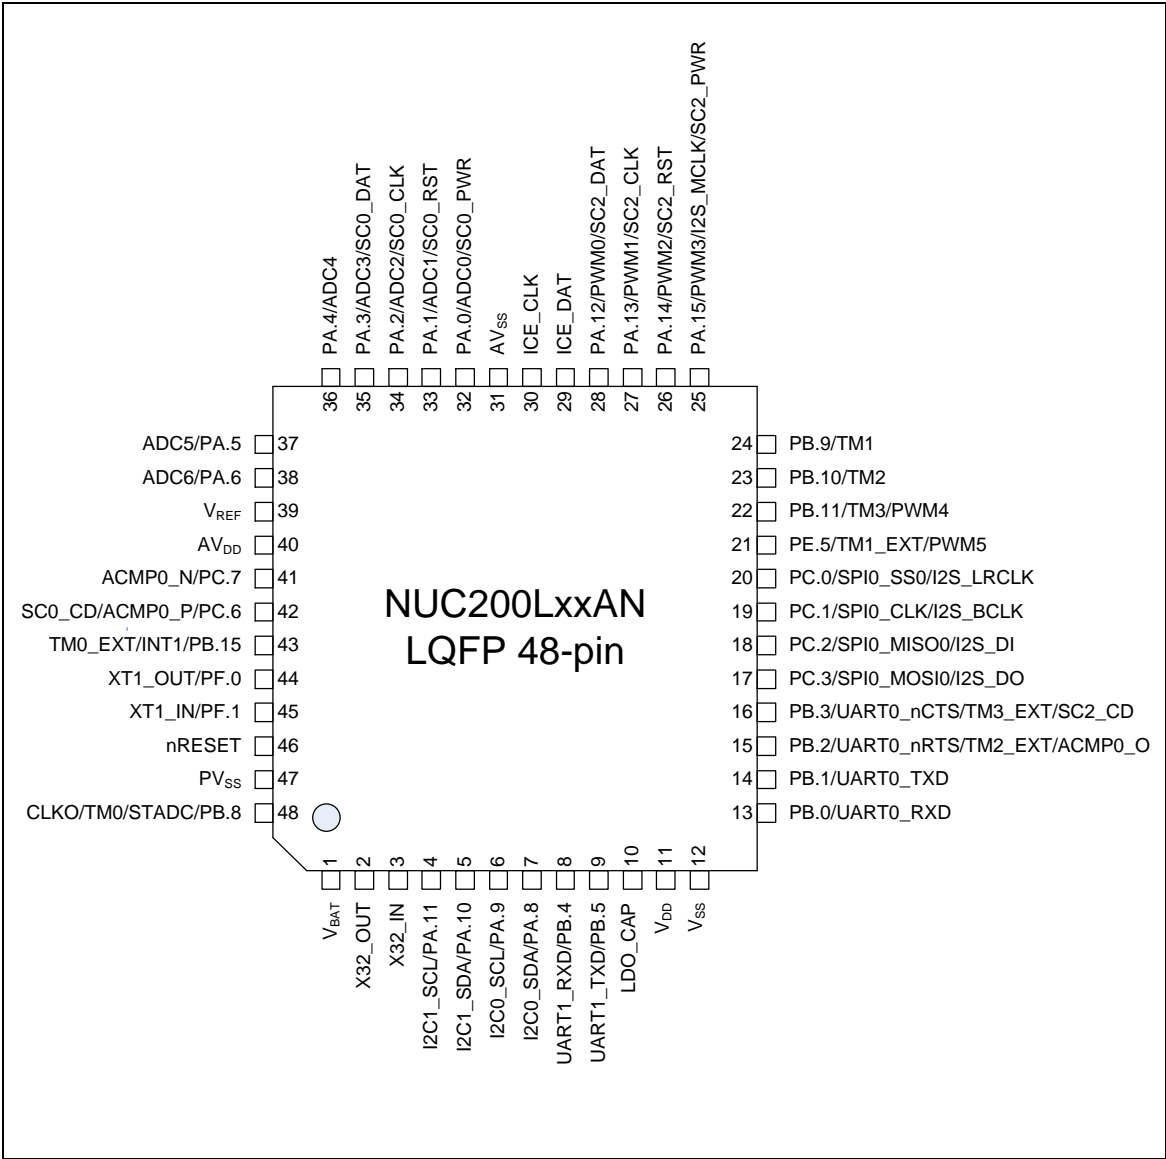 PA.4/ADC4
PA.3/ADC3/SC0_DAT
PA.2/ADC2/SC0_CLK
PA.1/ADC1/SC0_RST
PA.0/ADC0/SC0_PWR
AVSS
ICE_CLK
ICE_DAT
PA.12/PWM0/SC2_DAT
PA.13/PWM1/SC2_CLK
PA.14/PWM2/SC2_RST
PA.15/PWM3/I2S_MCLK/SC2_PWR
36
35
34
33
32
31
30
29
28
27
26
25
ADC5/PA.5 37
ADC6/PA.6 38
VREF 39
AVDD 40
ACMP0_N/PC.7 41
SC0_CD/ACMP0_P/PC.6 42
TM0_EXT/INT1/PB.15 43
XT1_OUT/PF.0 44
XT1_IN/PF.1 45
nRESET 46
PVSS 47
CLKO/TM0/STADC/PB.8 48
NUC200LxxAN
LQFP 48-pin
24 PB.9/TM1
23 PB.10/TM2
22 PB.11/TM3/PWM4
21 PE.5/TM1_EXT/PWM5
20 PC.0/SPI0_SS0/I2S_LRCLK
19 PC.1/SPI0_CLK/I2S_BCLK
18 PC.2/SPI0_MISO0/I2S_DI
17 PC.3/SPI0_MOSI0/I2S_DO
16 PB.3/UART0_nCTS/TM3_EXT/SC2_CD
15 PB.2/UART0_nRTS/TM2_EXT/ACMP0_O
14 PB.1/UART0_TXD
13 PB.0/UART0_RXD
1
2
3
4
5
6
7
8
9
10
11
12
VBAT
X32_OUT
X32_IN
I2C1_SCL/PA.11
I2C1_SDA/PA.10
I2C0_SCL/PA.9
I2C0_SDA/PA.8
UART1_RXD/PB.4
UART1_TXD/PB.5
LDO_CAP
VDD
VSS